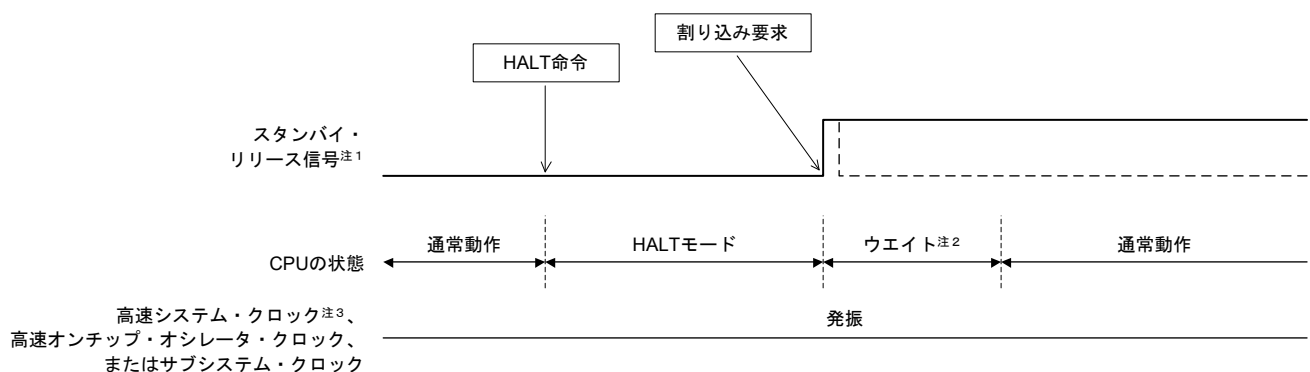 割り込み要求
HALT命令
スタンバイ・
リリース信号注1
通常動作
HALTモード
ウエイト注2
通常動作
CPUの状態
高速システム・クロック注3、
高速オンチップ・オシレータ・クロック、
またはサブシステム・クロック
発振